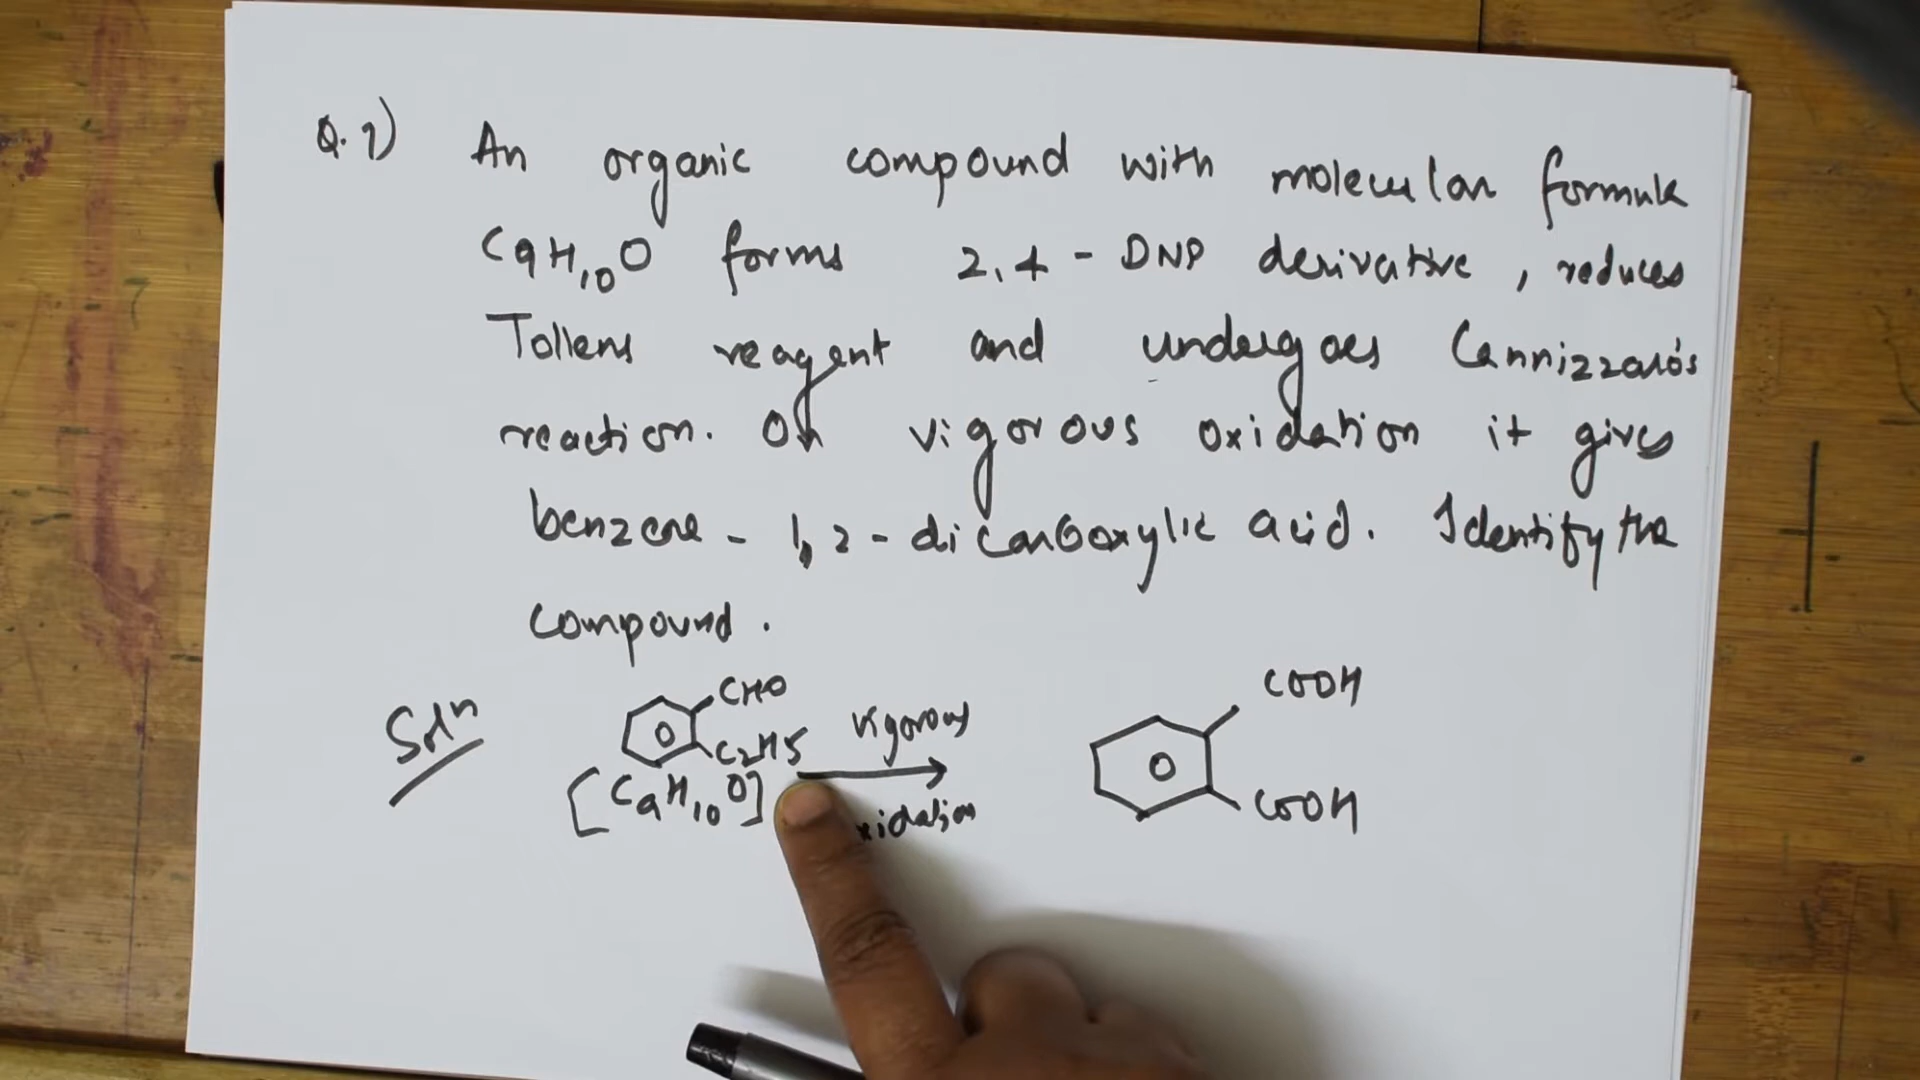 Q.1) An organic compound with molecular formula
C9H10O forms 2,4-DNP derivative, reduces
Tollens reagent and undergoes Cannizzaro's
reaction. On vigorous oxidation it gives
benzene-1,2-dicarboxylic acid. Identify the
compound.
Soln
CHO
C2H5
[C9H10O]
vigorous
xidation
COOH
COOH